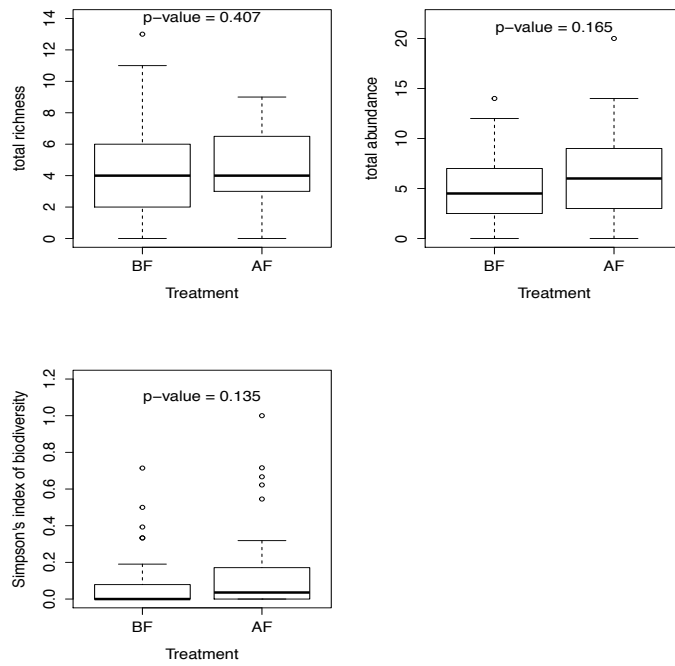 p−value = 0.407
total richness
0 2 4 6 8 10 12 14
BF AF
Treatment
p−value = 0.165
total abundance
0 5 10 15 20
BF AF
Treatment
p−value = 0.135
Simpson's index of biodiversity
0.0 0.2 0.4 0.6 0.8 1.0 1.2
BF AF
Treatment